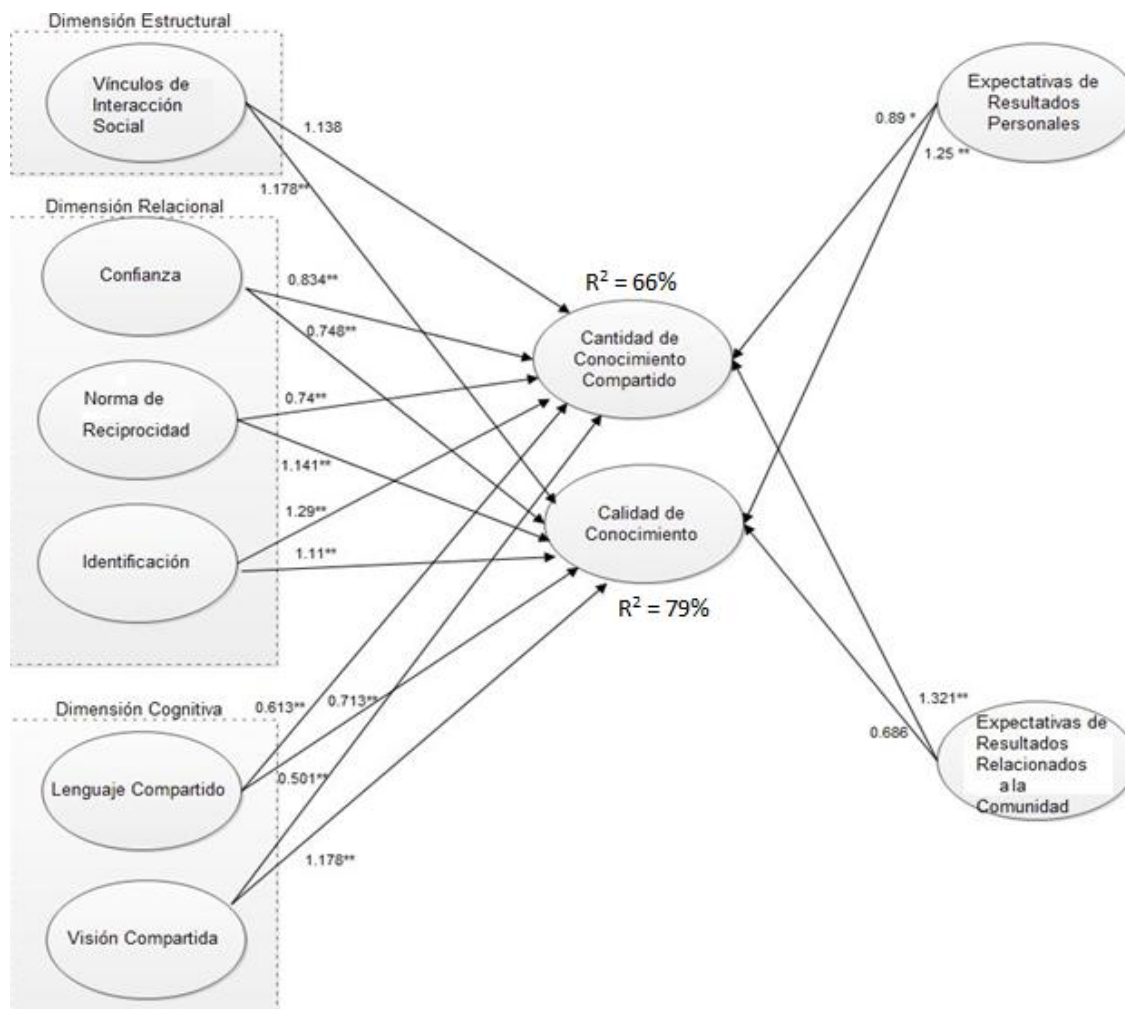 Dimensión Estructural
Vínculos de
Interacción
Social
1.138
1.178**
Dimensión Relacional
Confianza
0.834**
0.748**
Norma de
Reciprocidad
0.74**
1.141**
Identificación
1.29**
1.11**
Dimensión Cognitiva
Lenguaje Compartido
0.613**
0.713**
0.501**
Visión Compartida
1.178**
R² = 66%
Cantidad de
Conocimiento
Compartido
Calidad de
Conocimiento
R² = 79%
Expectativas de
Resultados
Personales
0.89 *
1.25 **
1.321**
0.686
Expectativas de
Resultados
Relacionados
a la
Comunidad